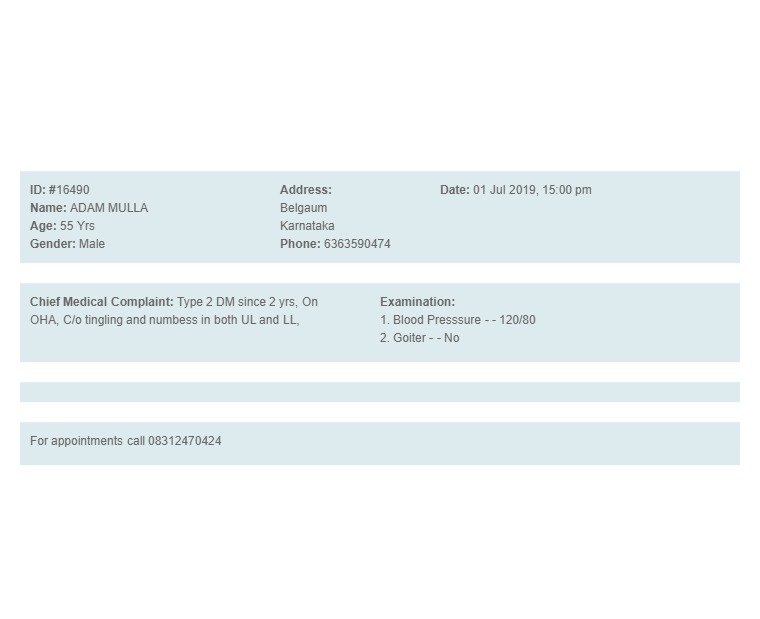 ID: #16490
Name: ADAM MULLA
Age: 55 Yrs
Gender: Male
Address:
Belgaum
Karnataka
Phone: 6363590474
Date: 01 Jul 2019, 15:00 pm
Chief Medical Complaint: Type 2 DM since 2 yrs, On
OHA, C/o tingling and numbess in both UL and LL,
Examination:
1. Blood Presssure - - 120/80
2. Goiter - - No
For appointments call 08312470424